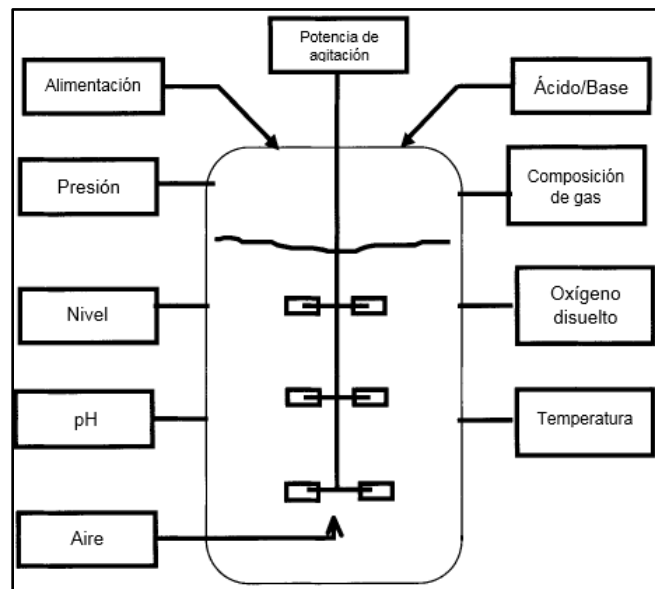 Potencia de
agitación
Alimentación
Ácido/Base
Presión
Composición
de gas
Nivel
Oxígeno
disuelto
pH
Temperatura
Aire